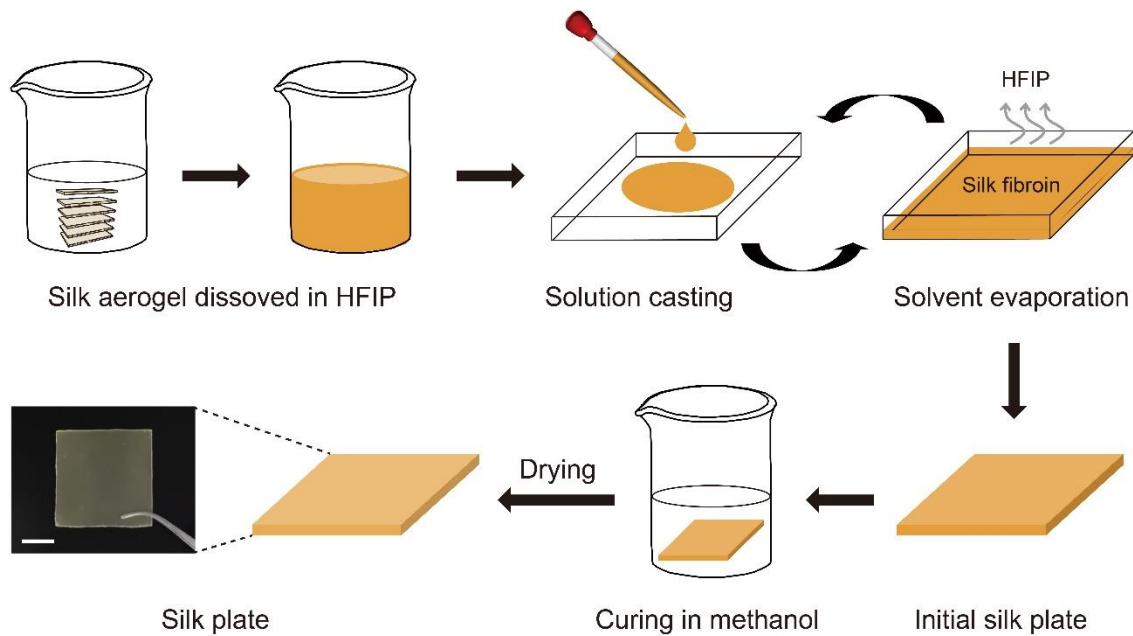 HFIP
Silk fibroin
Silk aerogel dissoved in HFIP
Solution casting
Solvent evaporation
Drying
Silk plate
Curing in methanol
Initial silk plate